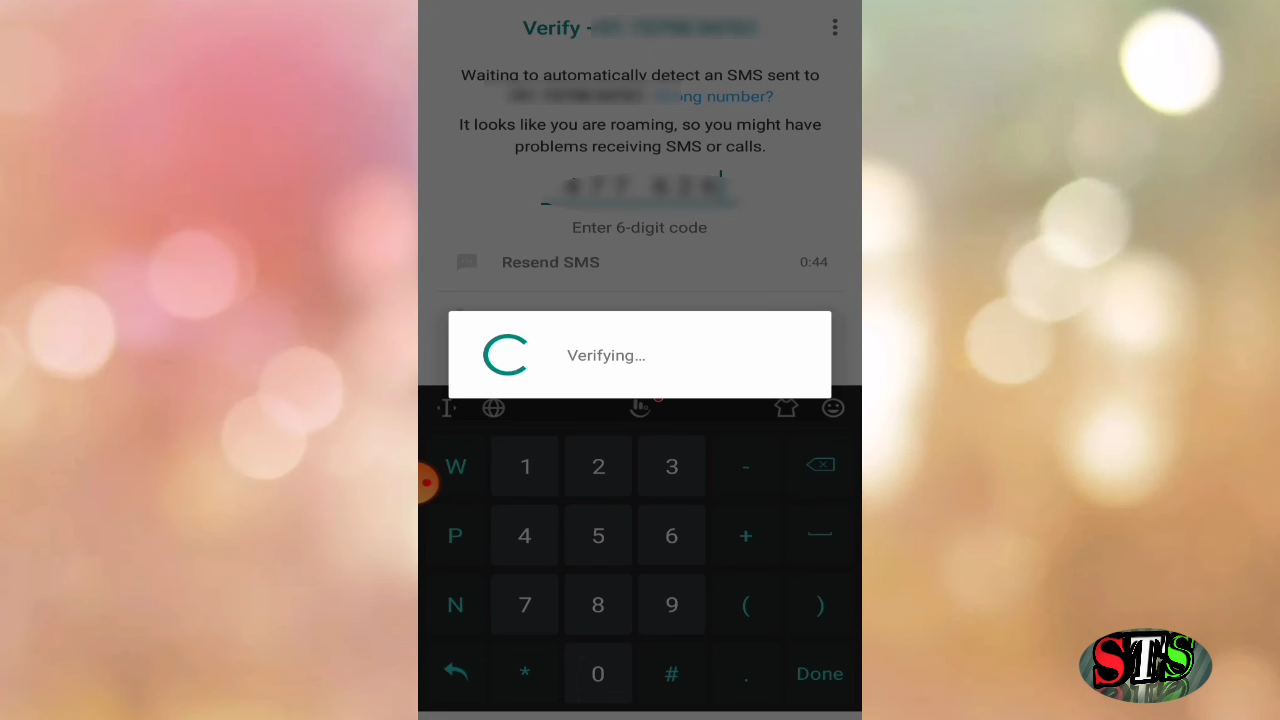 Verify
Waiting to automatically detect an SMS sent to
ong number?
It looks like you are roaming, so you might have
problems receiving SMS or calls.
Enter 6-digit code
Resend SMS 0:44
Verifying...
W 1 2 3 -
P 4 5 6 +
N 7 8 9 ( )
* 0 # . Done
STS